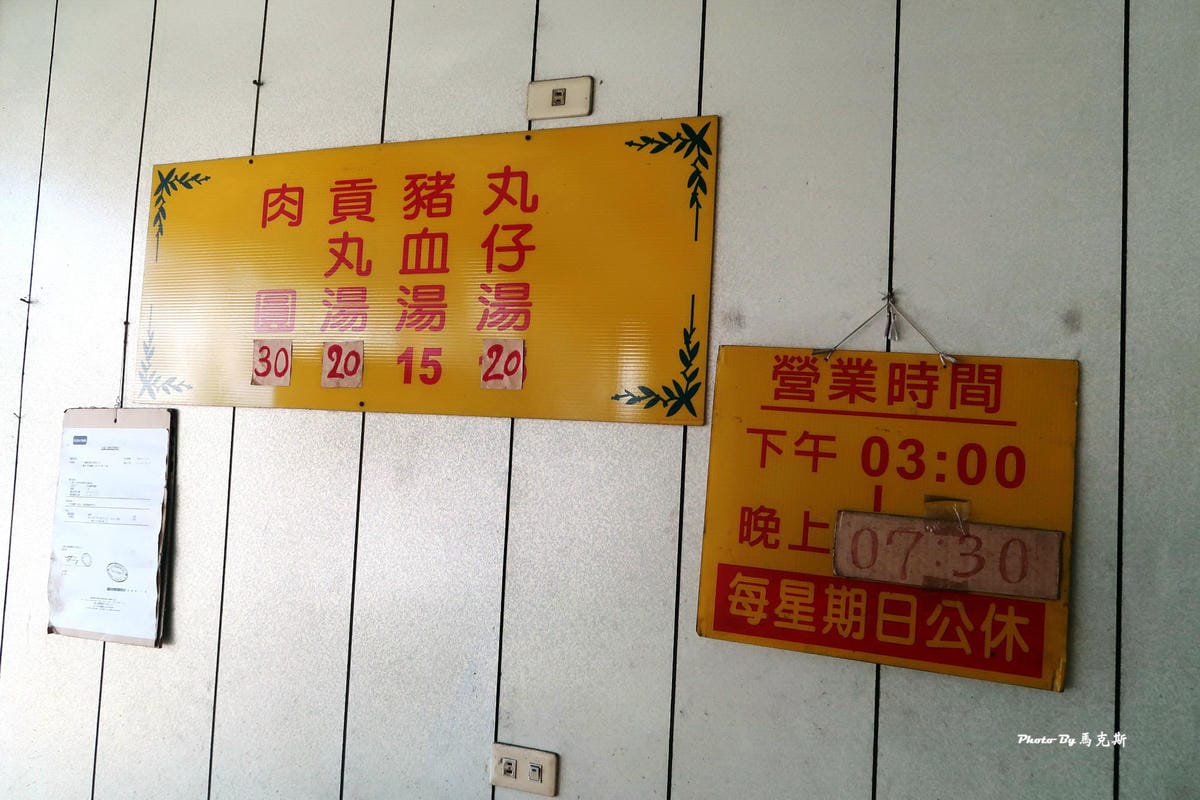 丸仔湯 20
豬血湯 15
貢丸湯 20
肉圓 30
營業時間
下午 03:00
晚上 07:30
每星期日公休
Photo By 馬克斯